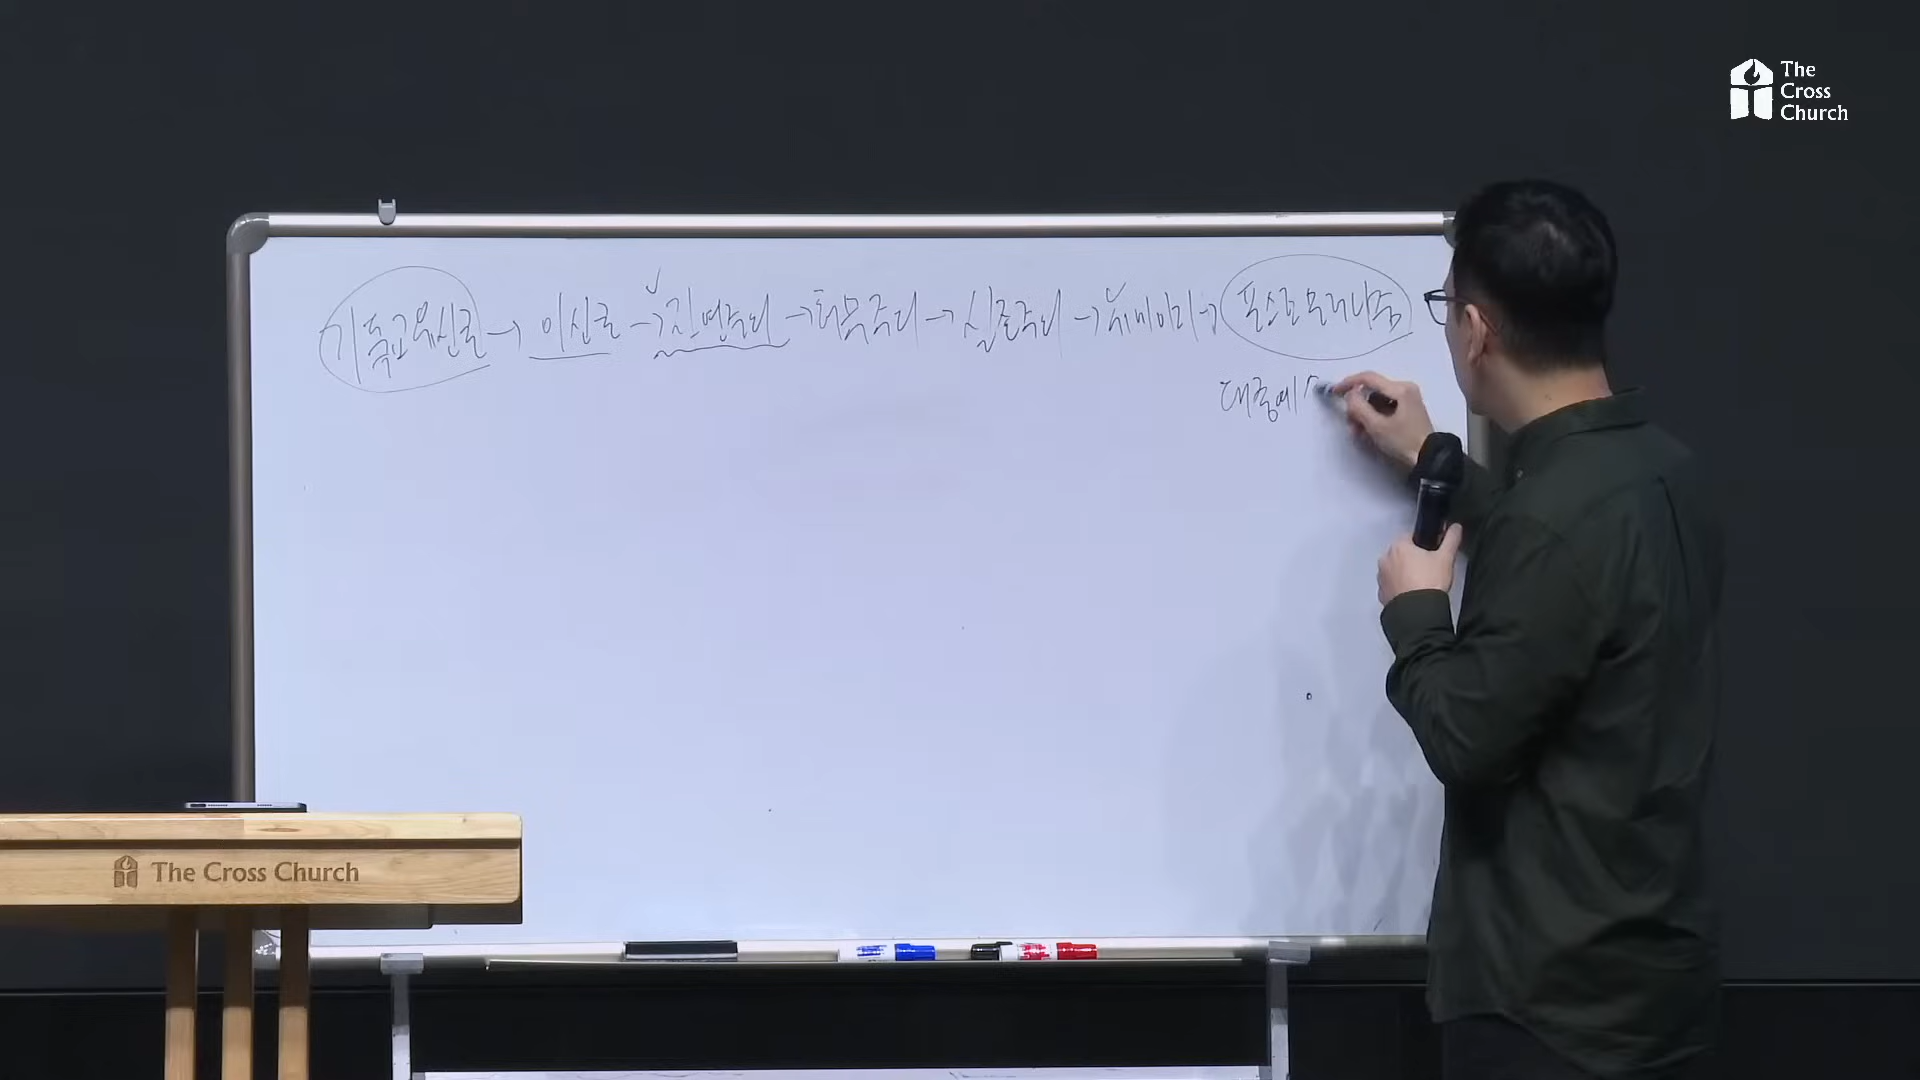 The
Cross
Church
기독교유신론 → 이신론 → 자연주의 → 허무주의 → 실존주의 → 뉴에이지 → 포스트모더니즘
대중에
The Cross Church